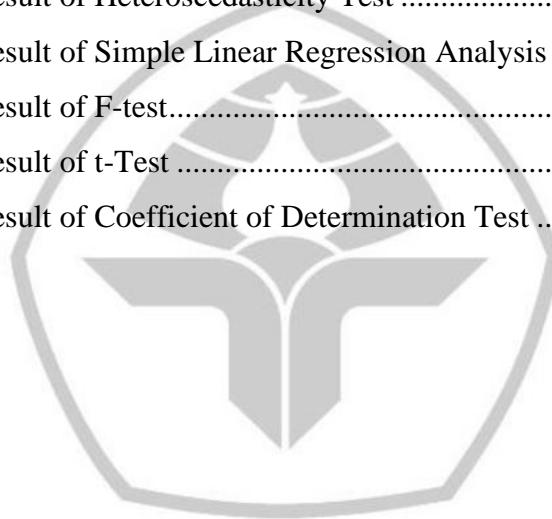 esult of Heteroscedasticity Test ......................
esult of Simple Linear Regression Analysis
esult of F-test.......................................................
esult of t-Test ......................................................
esult of Coefficient of Determination Test ..